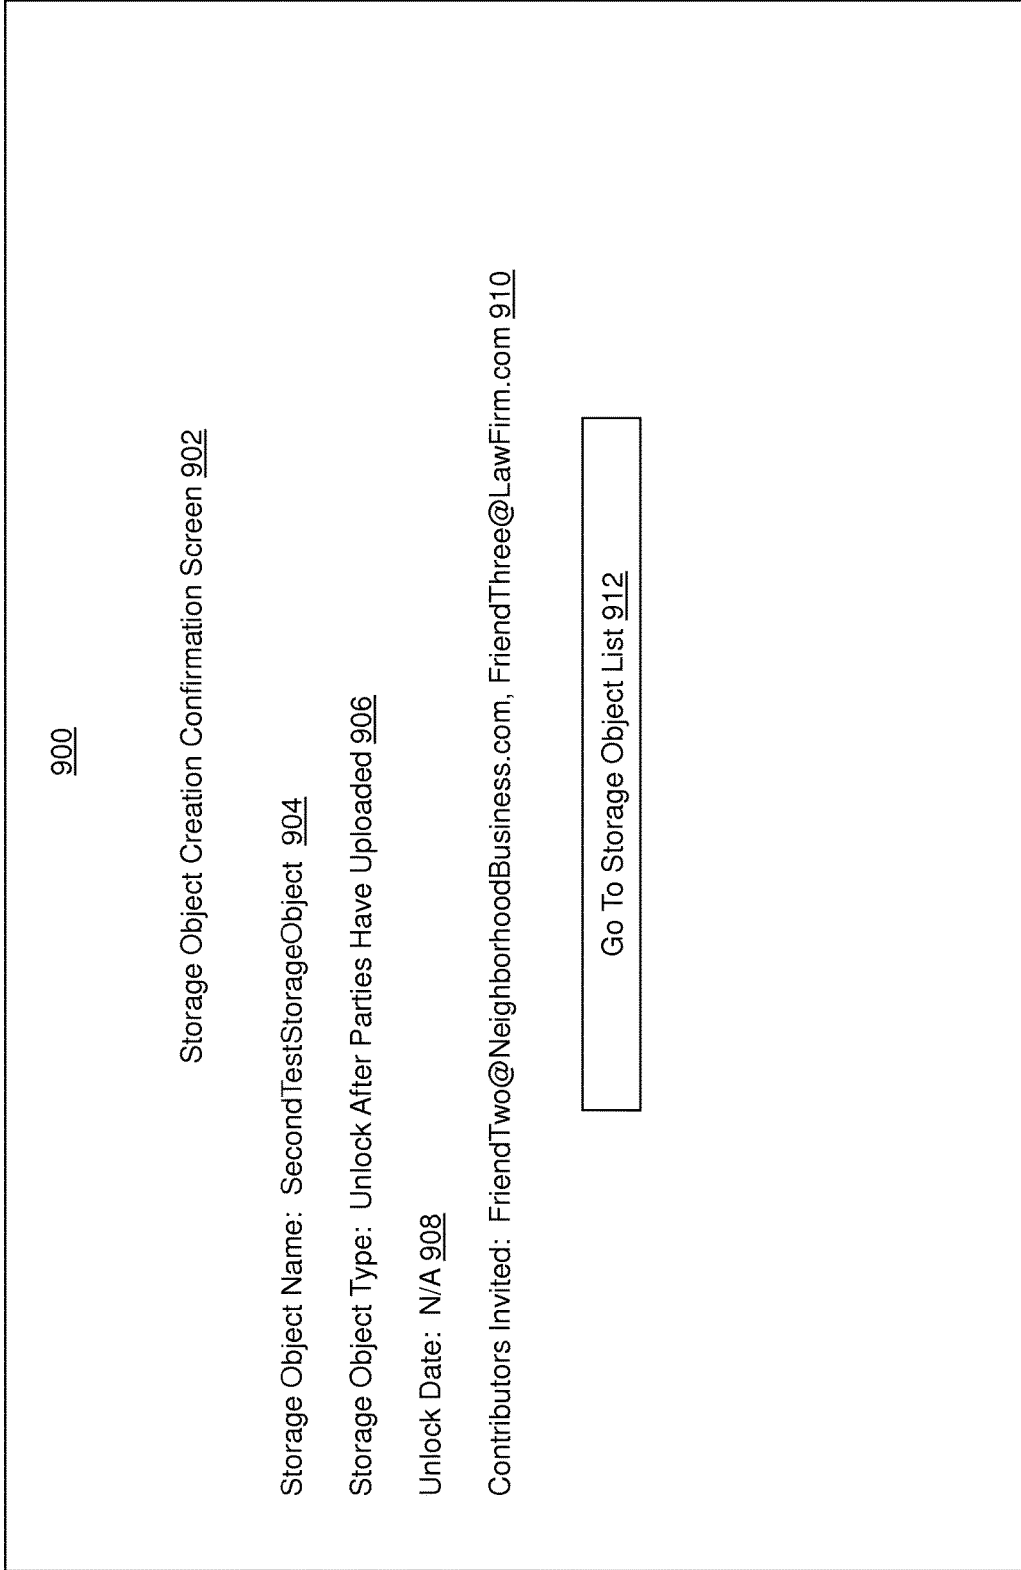 900
Storage Object Creation Confirmation Screen 902
Storage Object Name: SecondTestStorageObject 904
Storage Object Type: Unlock After Parties Have Uploaded 906
Unlock Date: N/A 908
Contributors Invited: FriendTwo@NeighborhoodBusiness.com, FriendThree@LawFirm.com 910
Go To Storage Object List 912